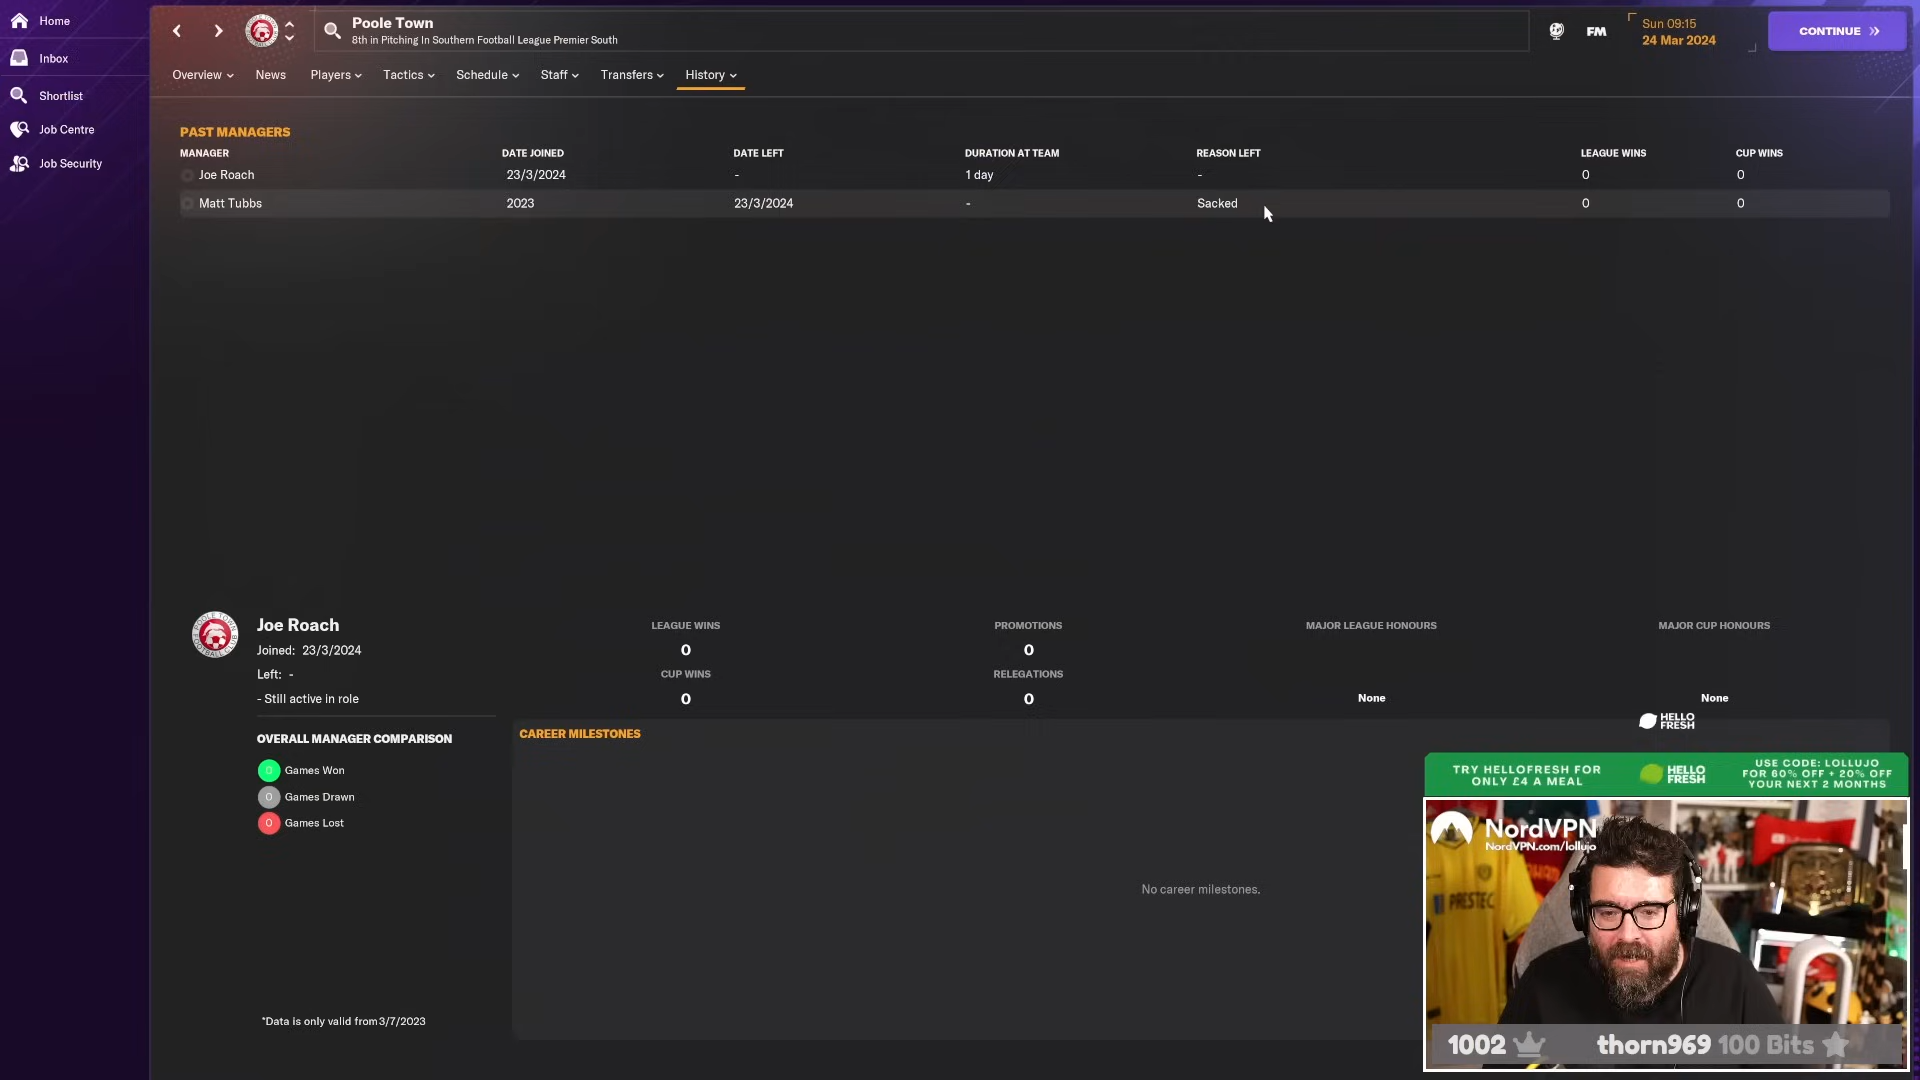 Home
Inbox
Shortlist
Job Centre
Job Security
Poole Town
8th in Pitching In Southern Football League Premier South
FM
Sun 09:15
24 Mar 2024
CONTINUE
Overview
News
Players
Tactics
Schedule
Staff
Transfers
History
PAST MANAGERS
MANAGER DATE JOINED DATE LEFT DURATION AT TEAM REASON LEFT LEAGUE WINS CUP WINS
Joe Roach 23/3/2024 - 1 day - 0 0
Matt Tubbs 2023 23/3/2024 - Sacked 0 0
Joe Roach
Joined: 23/3/2024
Left: -
- Still active in role
LEAGUE WINS
0
CUP WINS
0
PROMOTIONS
0
RELEGATIONS
0
MAJOR LEAGUE HONOURS
None
MAJOR CUP HONOURS
None
OVERALL MANAGER COMPARISON
0 Games Won
0 Games Drawn
0 Games Lost
*Data is only valid from 3/7/2023
CAREER MILESTONES
No career milestones.
HELLO
FRESH
TRY HELLOFRESH FOR
ONLY £4 A MEAL
HELLO
FRESH
USE CODE: LOLLUJO
FOR 60% OFF + 20% OFF
YOUR NEXT 2 MONTHS
NordVPN
NordVPN.com/lollujo
PRESTEC
1002
thorn969 100 Bits